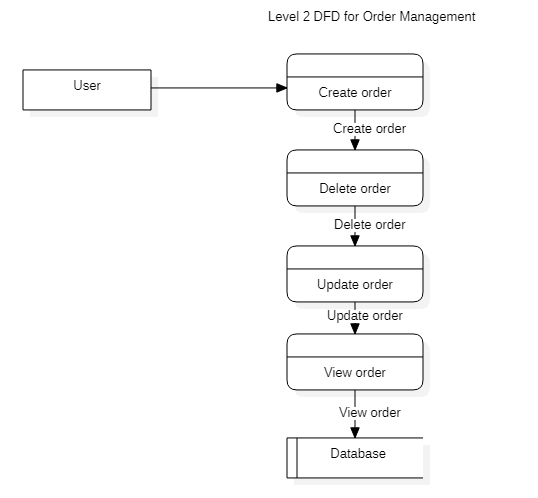 Level 2 DFD for Order Management
User
Create order
Create order
Delete order
Delete order
Update order
Update order
View order
View order
Database